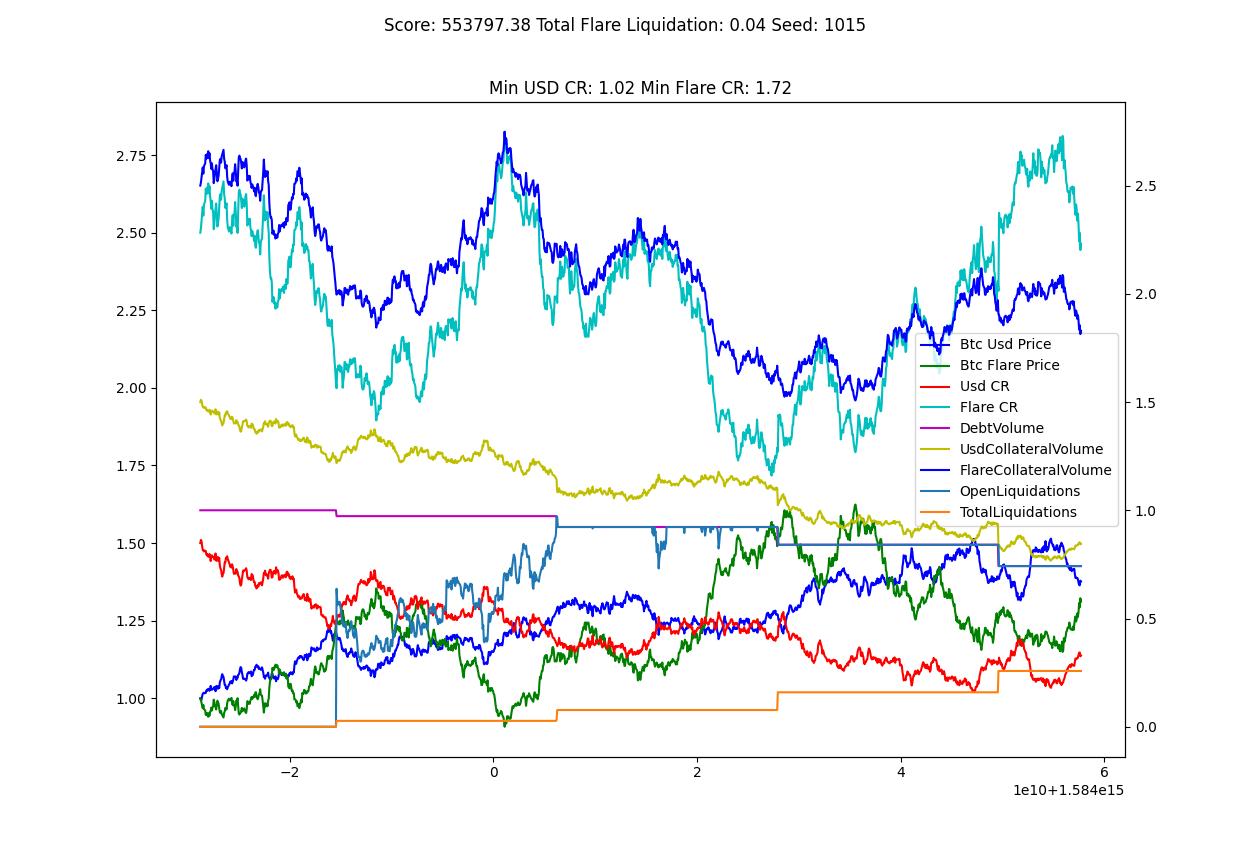 Score: 553797.38 Total Flare Liquidation: 0.04 Seed: 1015
Min USD CR: 1.02 Min Flare CR: 1.72
2.75
2.50
2.25
2.00
1.75
1.50
1.25
1.00
2.5
2.0
1.5
1.0
0.5
0.0
Btc Usd Price
Btc Flare Price
Usd CR
Flare CR
DebtVolume
UsdCollateralVolume
FlareCollateralVolume
OpenLiquidations
TotalLiquidations
−2
0
2
4
6
1e10+1.584e15